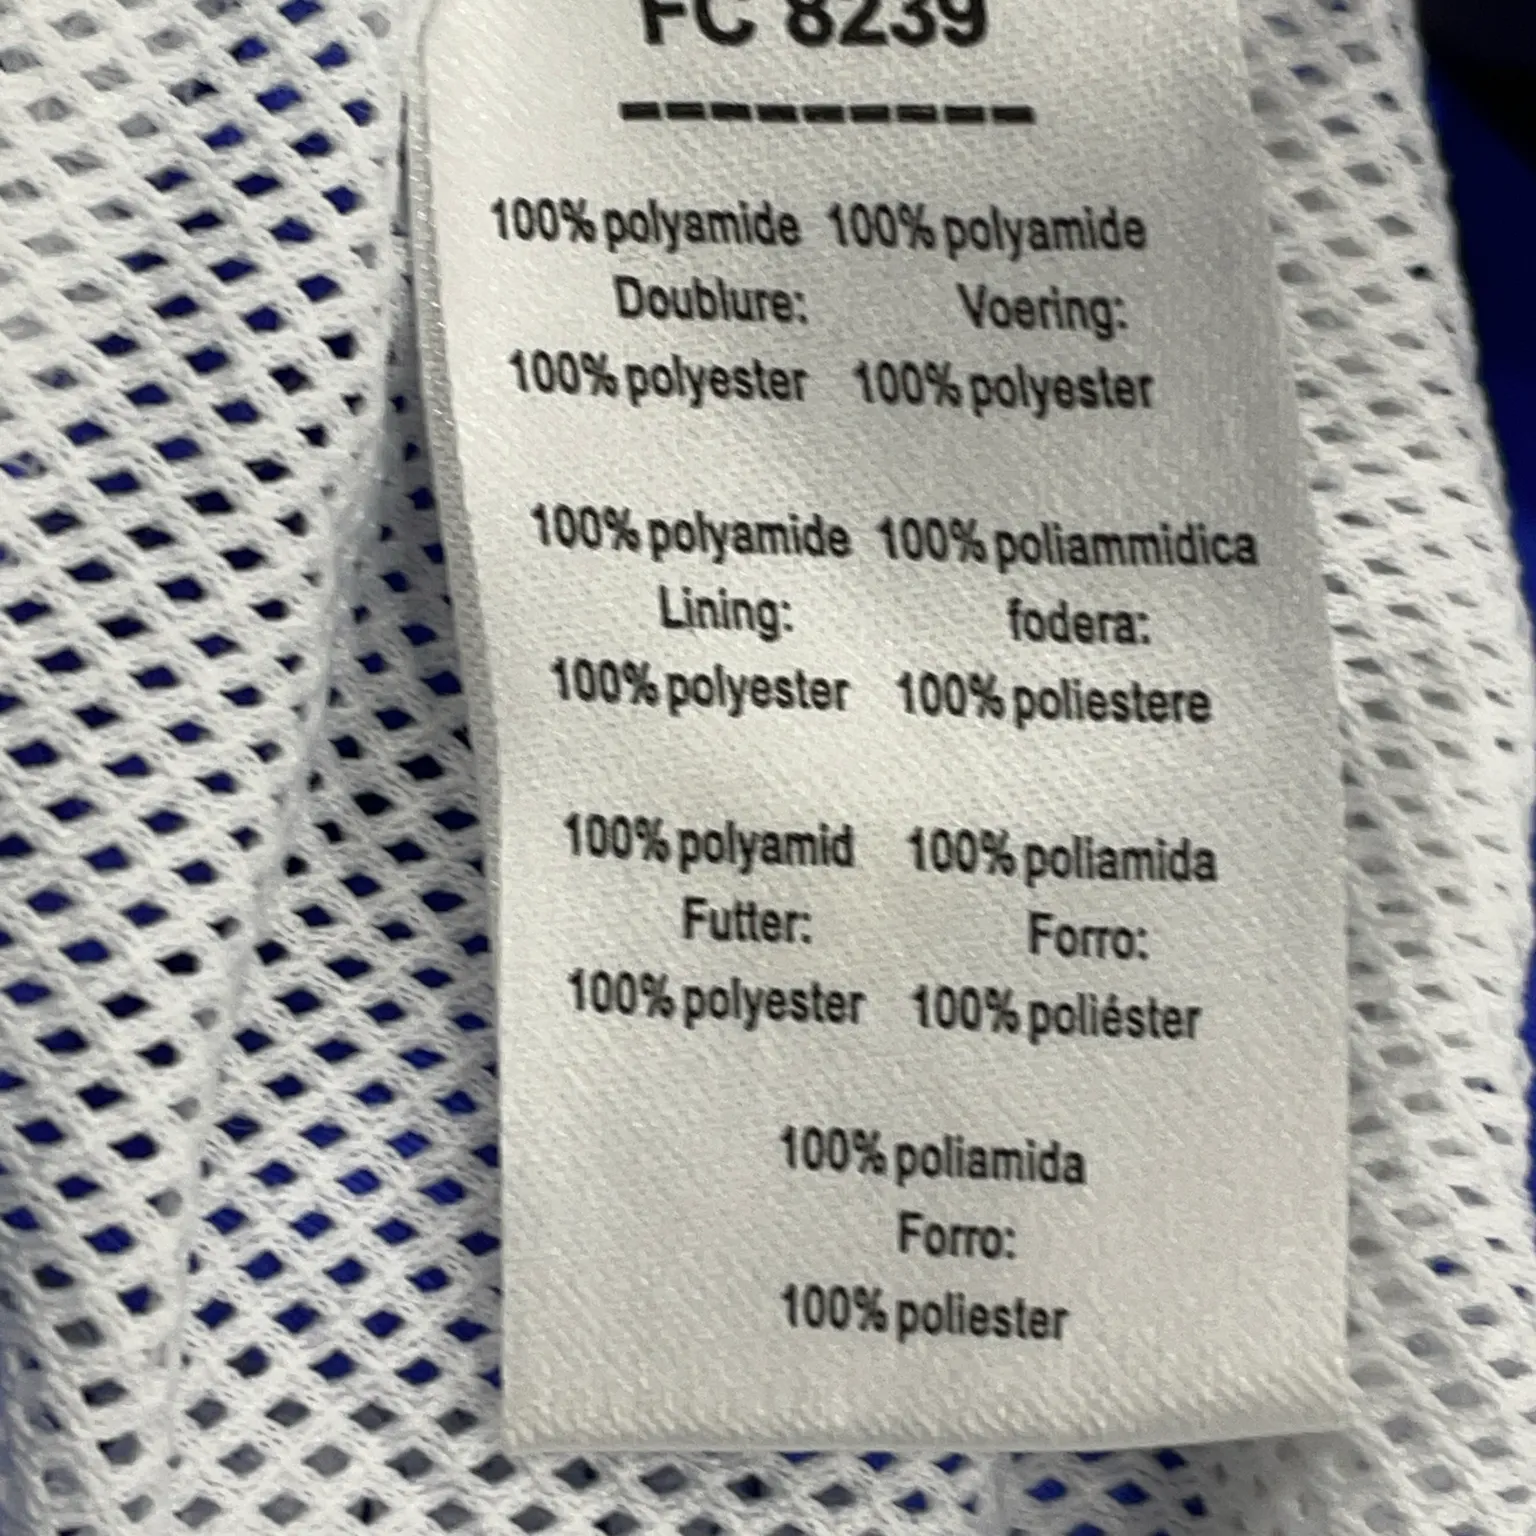 FC 8239
---------
100% polyamide 100% polyamide
Doublure: Voering:
100% polyester 100% polyester
100% polyamide 100% poliammidica
Lining: fodera:
100% polyester 100% poliestere
100% polyamid 100% poliamida
Futter: Forro:
100% polyester 100% poliéster
100% poliamida
Forro:
100% poliester